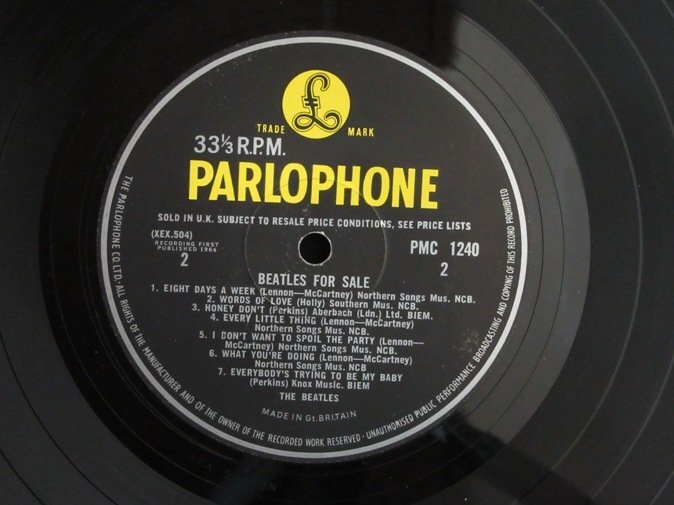 £
TRADE MARK
33⅓ R.P.M.
PARLOPHONE
SOLD IN U.K. SUBJECT TO RESALE PRICE CONDITIONS, SEE PRICE LISTS
(XEX.504)
RECORDING FIRST
PUBLISHED 1964
2
PMC 1240
2
BEATLES FOR SALE
1. EIGHT DAYS A WEEK (Lennon—McCartney) Northern Songs Mus. NCB.
2. WORDS OF LOVE (Holly) Southern Mus. NCB.
3. HONEY DON'T (Perkins) Aberbach (Ldn.) Ltd. BIEM.
4. EVERY LITTLE THING (Lennon—McCartney)
Northern Songs Mus. NCB.
5. I DON'T WANT TO SPOIL THE PARTY (Lennon—
McCartney) Northern Songs Mus. NCB.
6. WHAT YOU'RE DOING (Lennon—McCartney)
Northern Songs Mus. NCB
7. EVERYBODY'S TRYING TO BE MY BABY
(Perkins) Knox Music. BIEM
THE BEATLES
MADE IN Gt. BRITAIN
THE PARLOPHONE CO. LTD. · ALL RIGHTS OF THE MANUFACTURER AND OF THE OWNER OF THE RECORDED WORK RESERVED · UNAUTHORISED PUBLIC PERFORMANCE BROADCASTING AND COPYING OF THIS RECORD PROHIBITED